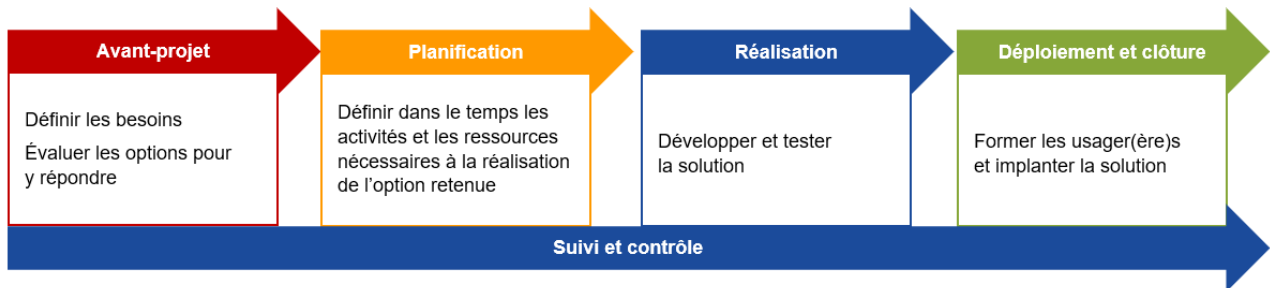 Avant-projet
Définir les besoins
Évaluer les options pour
y répondre
Planification
Définir dans le temps les
activités et les ressources
nécessaires à la réalisation
de l’option retenue
Réalisation
Développer et tester
la solution
Déploiement et clôture
Former les usager(ère)s
et implanter la solution
Suivi et contrôle